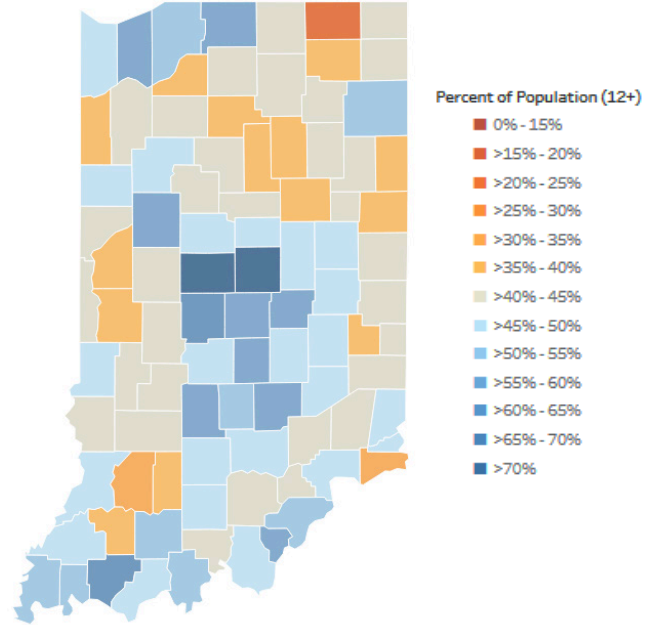 Percent of Population (12+)
0% - 15%
>15% - 20%
>20% - 25%
>25% - 30%
>30% - 35%
>35% - 40%
>40% - 45%
>45% - 50%
>50% - 55%
>55% - 60%
>60% - 65%
>65% - 70%
>70%